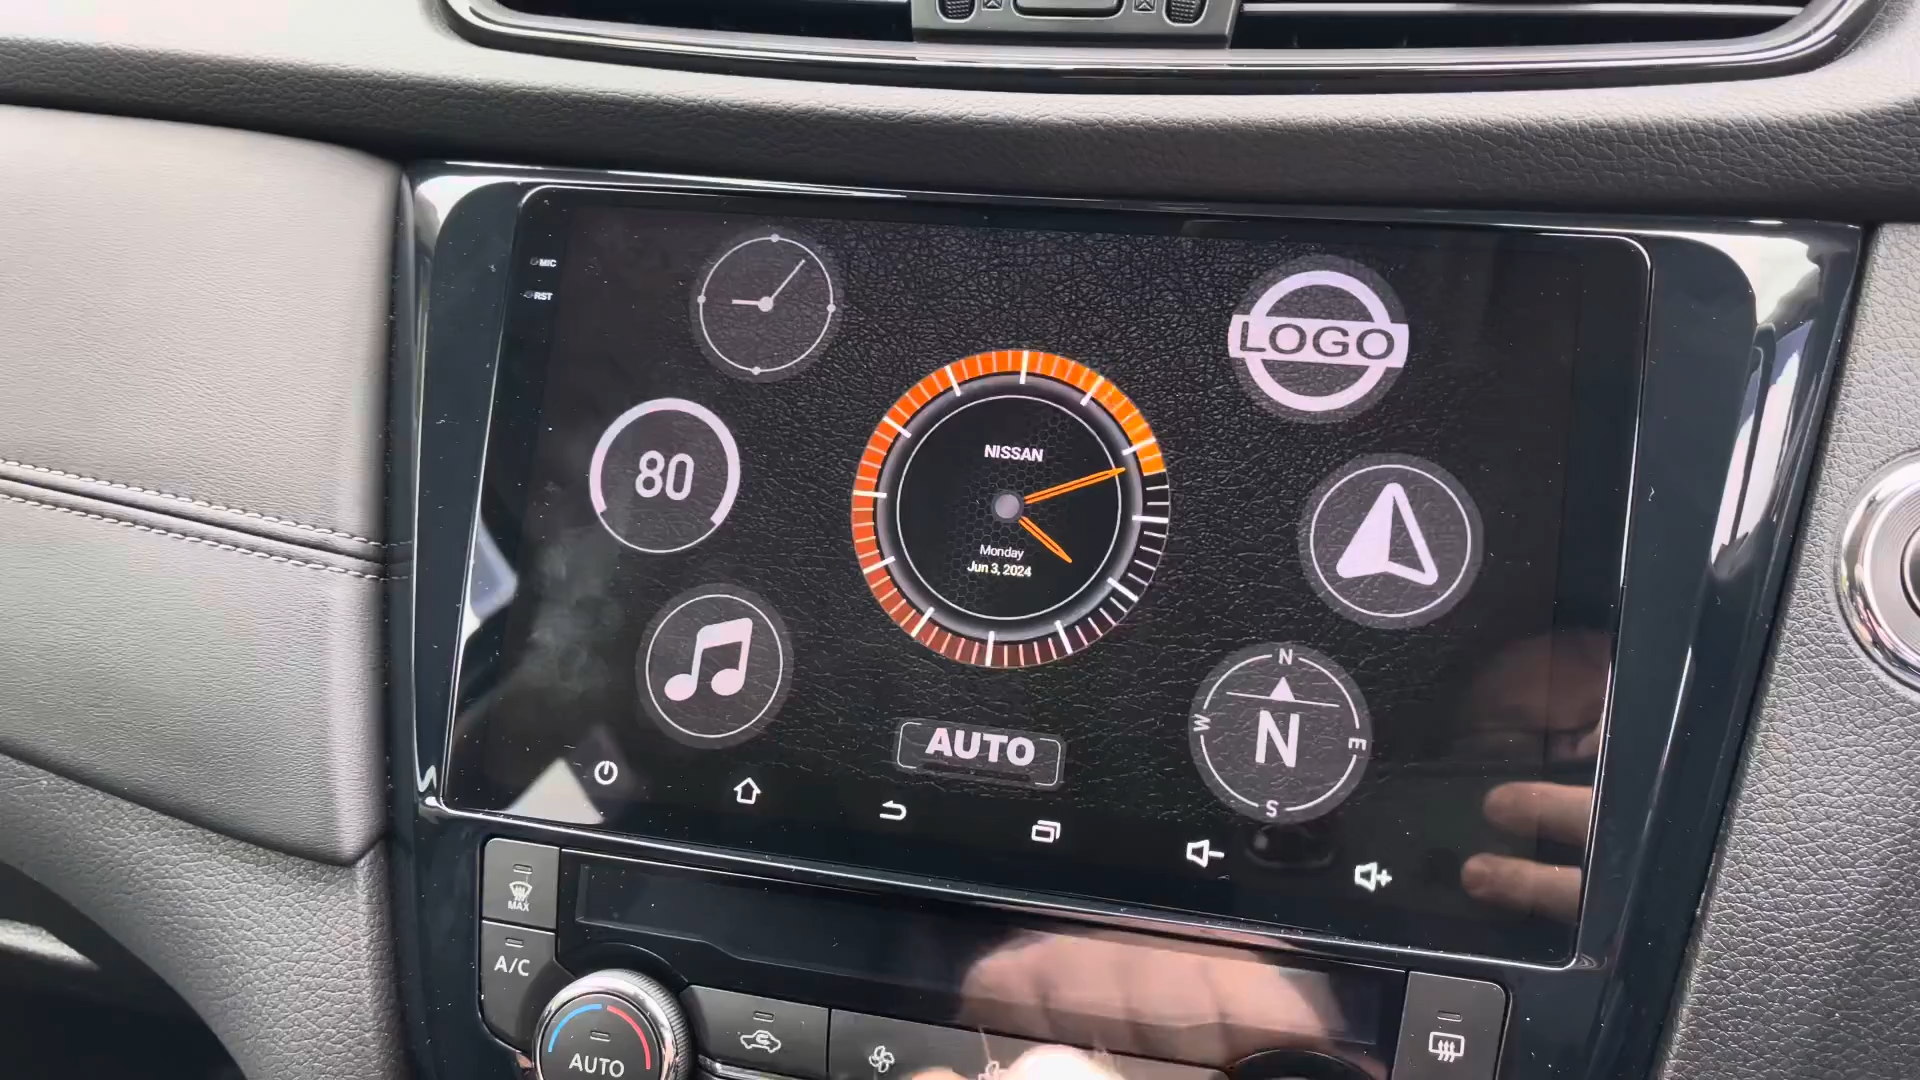 MIC
RST
LOGO
NISSAN
80
Monday
Jun 3, 2024
N
W
N
E
S
AUTO
MAX
A/C
AUTO